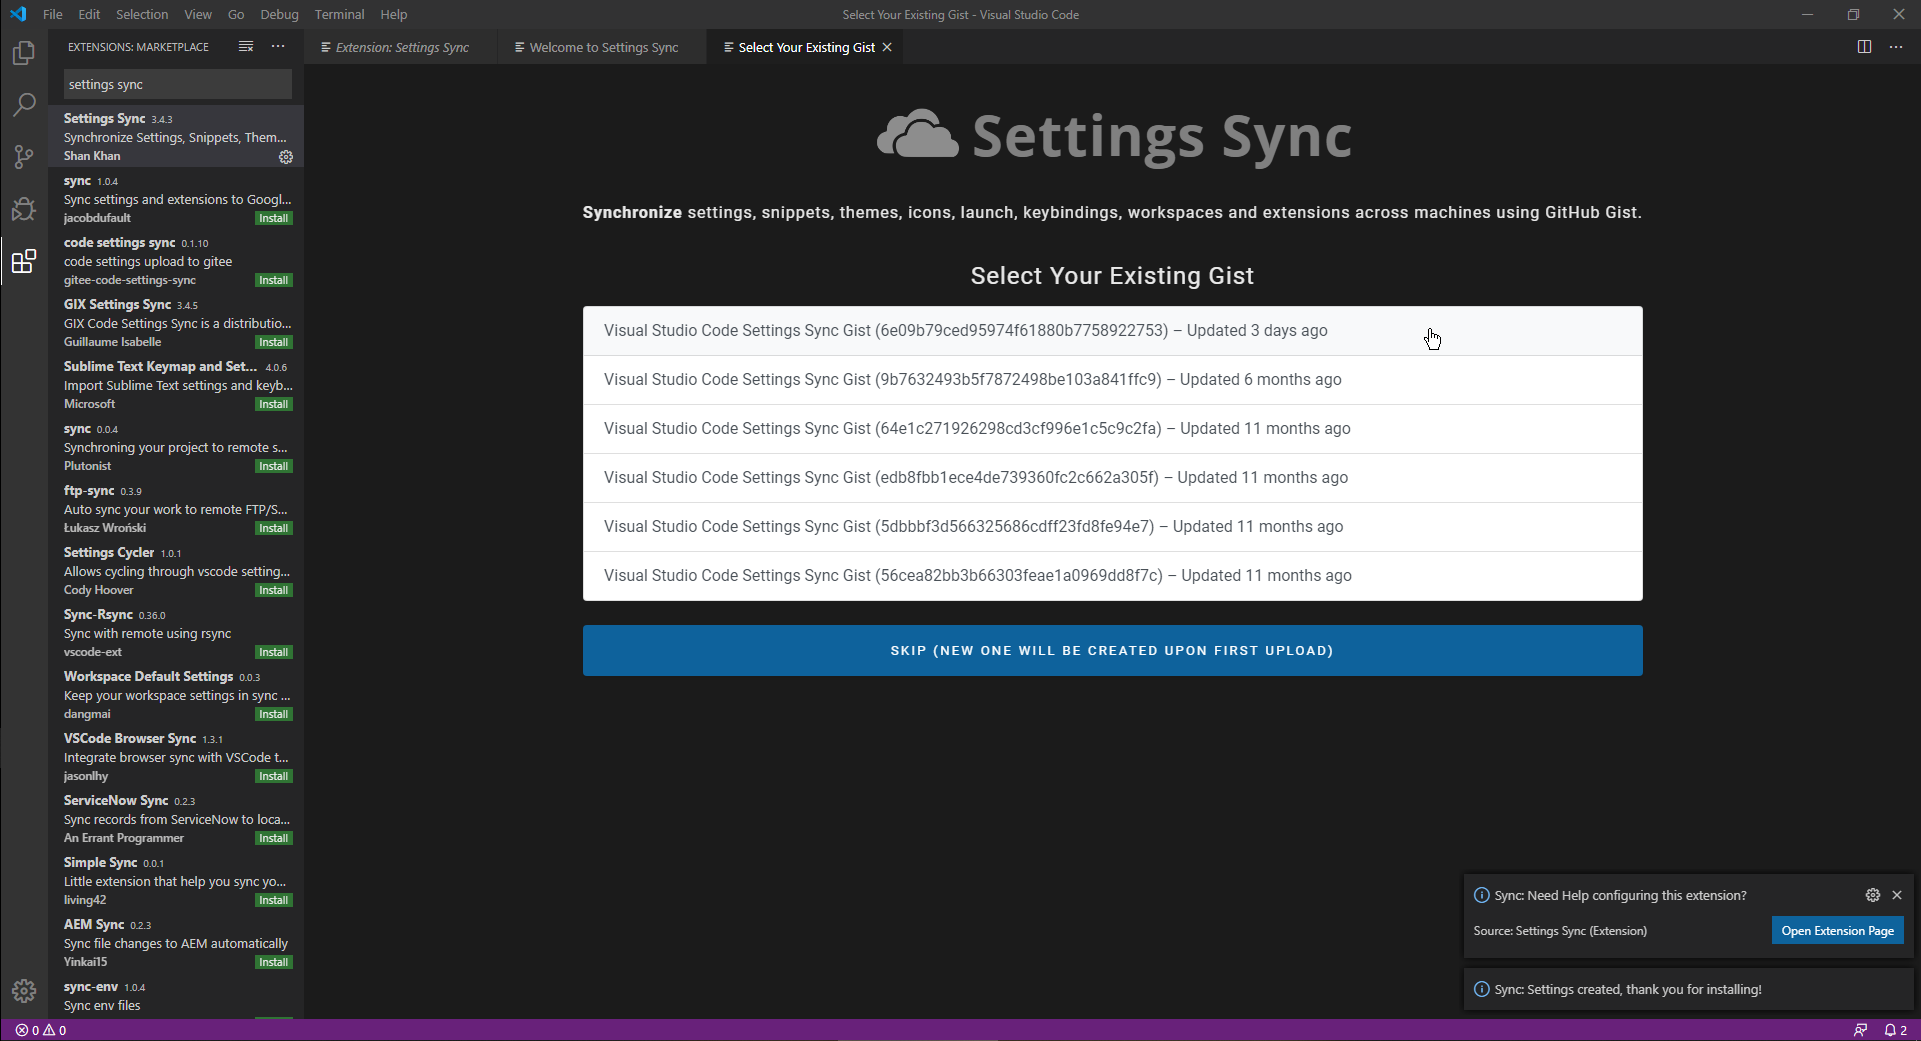 File Edit Selection View Go Debug Terminal Help
Select Your Existing Gist - Visual Studio Code
EXTENSIONS: MARKETPLACE
settings sync
Settings Sync 3.4.3
Synchronize Settings, Snippets, Them...
Shan Khan
sync 1.0.4
Sync settings and extensions to Googl...
jacobdufault Install
code settings sync 0.1.10
code settings upload to gitee
gitee-code-settings-sync Install
GIX Settings Sync 3.4.5
GIX Code Settings Sync is a distributio...
Guillaume Isabelle Install
Sublime Text Keymap and Set... 4.0.6
Import Sublime Text settings and keyb...
Microsoft Install
sync 0.0.4
Synchroning your project to remote s...
Plutonist Install
ftp-sync 0.3.9
Auto sync your work to remote FTP/S...
Łukasz Wroński Install
Settings Cycler 1.0.1
Allows cycling through vscode setting...
Cody Hoover Install
Sync-Rsync 0.36.0
Sync with remote using rsync
vscode-ext Install
Workspace Default Settings 0.0.3
Keep your workspace settings in sync ...
dangmai Install
VSCode Browser Sync 1.3.1
Integrate browser sync with VSCode t...
jasonlhy Install
ServiceNow Sync 0.2.3
Sync records from ServiceNow to loca...
An Errant Programmer Install
Simple Sync 0.0.1
Little extension that help you sync yo...
living42 Install
AEM Sync 0.2.3
Sync file changes to AEM automatically
Yinkai15 Install
sync-env 1.0.4
Sync env files
Extension: Settings Sync
Welcome to Settings Sync
Select Your Existing Gist
Settings Sync
Synchronize settings, snippets, themes, icons, launch, keybindings, workspaces and extensions across machines using GitHub Gist.
Select Your Existing Gist
Visual Studio Code Settings Sync Gist (6e09b79ced95974f61880b7758922753) – Updated 3 days ago
Visual Studio Code Settings Sync Gist (9b7632493b5f7872498be103a841ffc9) – Updated 6 months ago
Visual Studio Code Settings Sync Gist (64e1c271926298cd3cf996e1c5c9c2fa) – Updated 11 months ago
Visual Studio Code Settings Sync Gist (edb8fbb1ece4de739360fc2c662a305f) – Updated 11 months ago
Visual Studio Code Settings Sync Gist (5dbbbf3d566325686cdff23fd8fe94e7) – Updated 11 months ago
Visual Studio Code Settings Sync Gist (56cea82bb3b66303feae1a0969dd8f7c) – Updated 11 months ago
SKIP (NEW ONE WILL BE CREATED UPON FIRST UPLOAD)
Sync: Need Help configuring this extension?
Source: Settings Sync (Extension)
Open Extension Page
Sync: Settings created, thank you for installing!
0 0
2